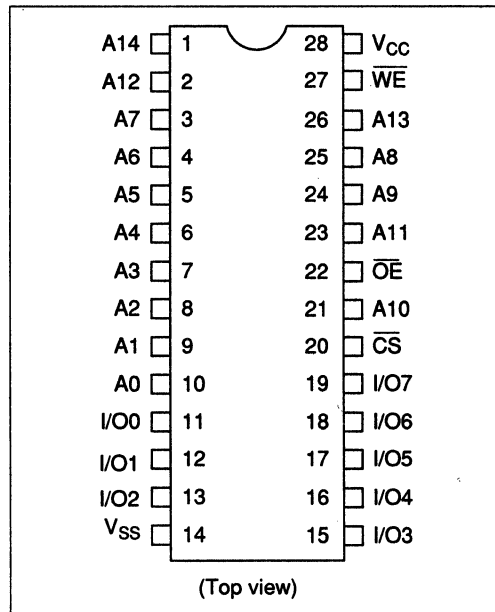 A14 1 28 VCC
A12 2 27 WE
A7 3 26 A13
A6 4 25 A8
A5 5 24 A9
A4 6 23 A11
A3 7 22 OE
A2 8 21 A10
A1 9 20 CS
A0 10 19 I/O7
I/O0 11 18 I/O6
I/O1 12 17 I/O5
I/O2 13 16 I/O4
VSS 14 15 I/O3
(Top view)